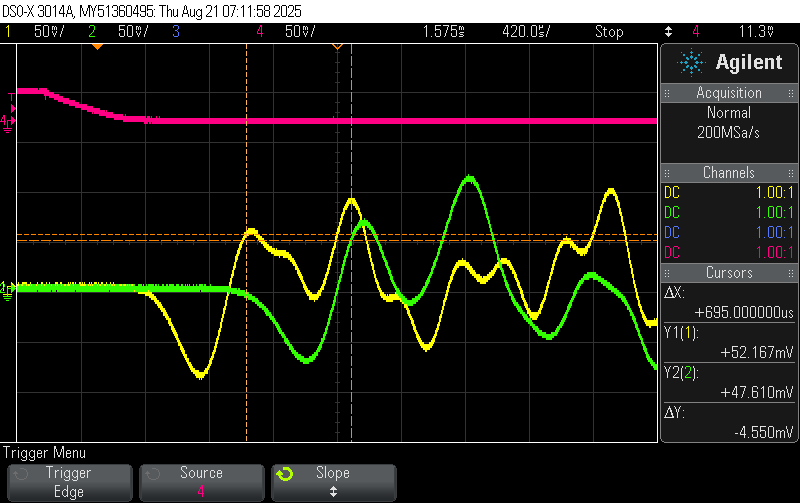 DSO-X 3014A, MY51360495: Thu Aug 21 07:11:58 2025
1 50%/ 2 50%/ 3 4 50%/ 1.575s 420.0s/ Stop 4 11.3%
Agilent
Acquisition
Normal
200MSa/s
Channels
DC 1.00:1
DC 1.00:1
DC 1.00:1
DC 1.00:1
Cursors
ΔX:
+695.000000us
Y1(1):
+52.167mV
Y2(2):
+47.610mV
ΔY:
-4.550mV
Trigger Menu
Trigger
Edge
Source
4
Slope